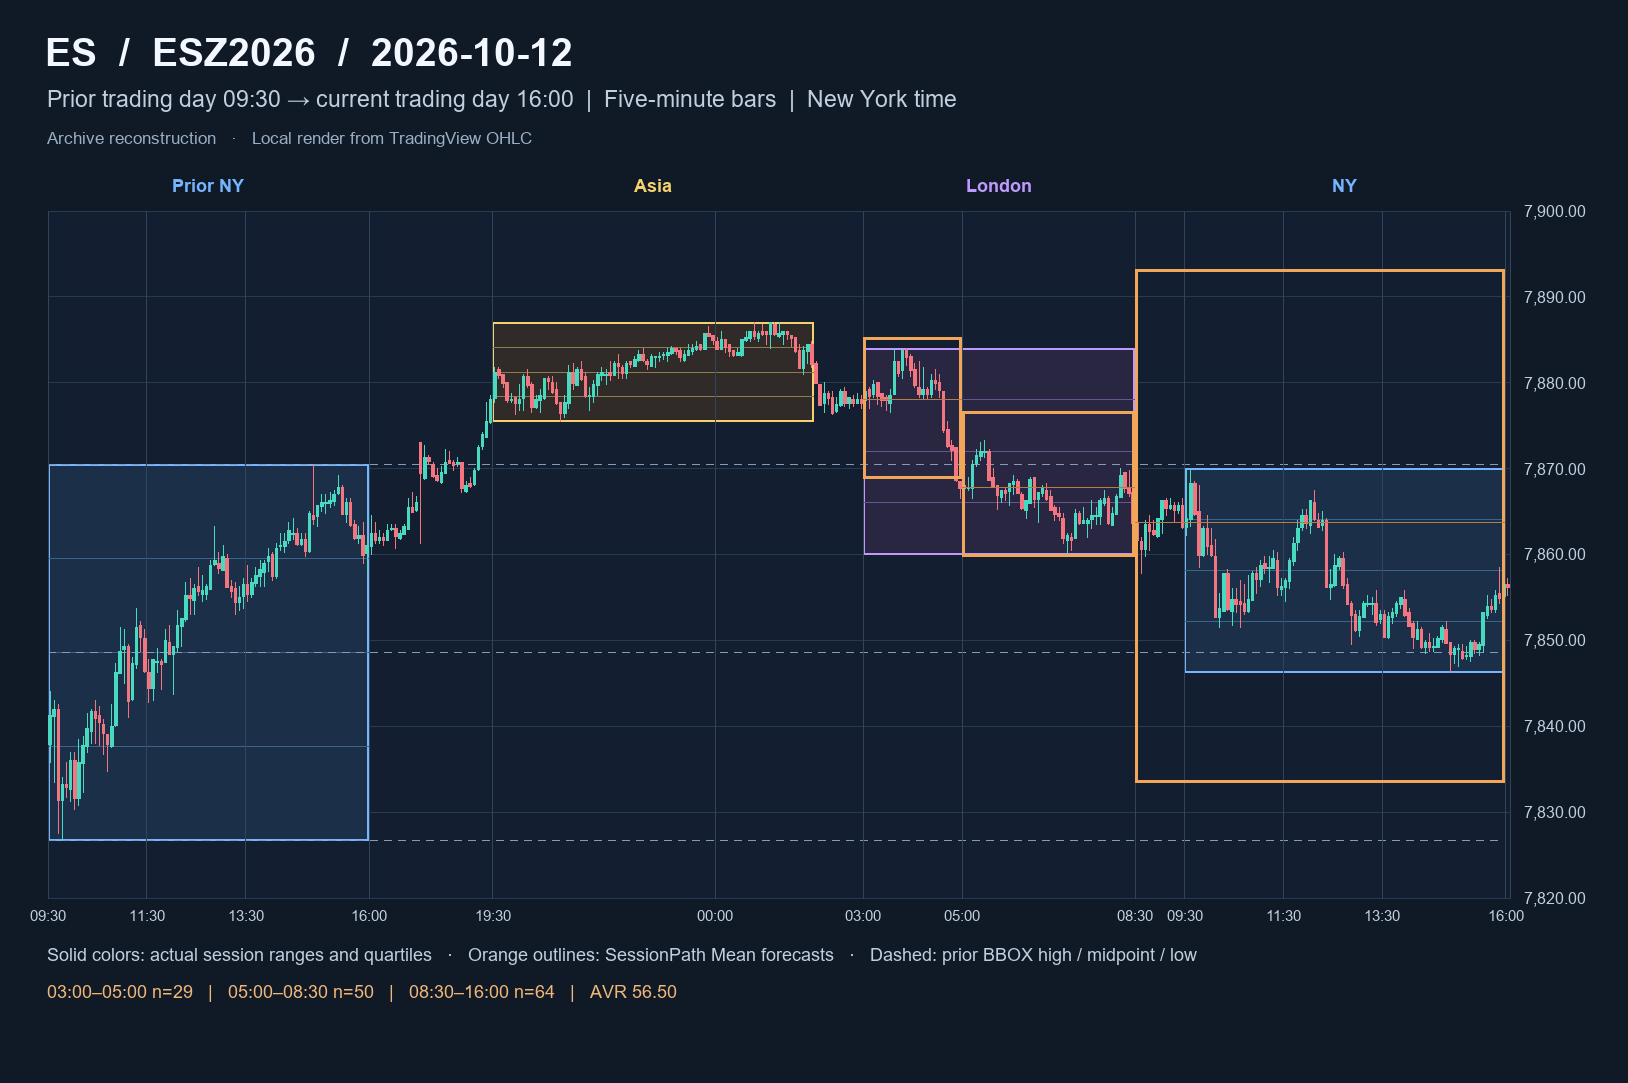 ES / ESZ2026 / 2026-10-12
Prior trading day 09:30 → current trading day 16:00 | Five-minute bars | New York time
Archive reconstruction · Local render from TradingView OHLC
Prior NY Asia London NY
7,900.00
7,890.00
7,880.00
7,870.00
7,860.00
7,850.00
7,840.00
7,830.00
7,820.00
09:30 11:30 13:30 16:00 19:30 00:00 03:00 05:00 08:30 09:30 11:30 13:30 16:00
Solid colors: actual session ranges and quartiles · Orange outlines: SessionPath Mean forecasts · Dashed: prior BBOX high / midpoint / low
03:00–05:00 n=29 | 05:00–08:30 n=50 | 08:30–16:00 n=64 | AVR 56.50